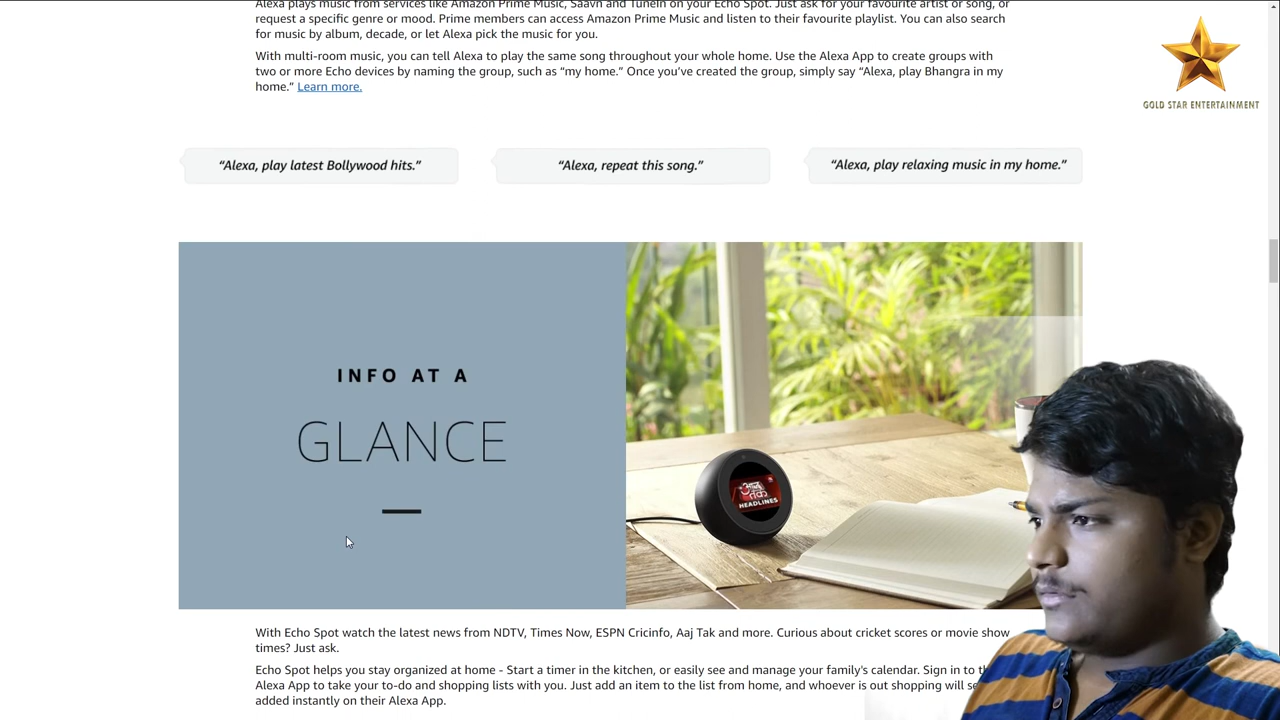 Alexa plays music from services like Amazon Prime Music, Saavn and TuneIn on your Echo Spot. Just ask for your favourite artist or song, or
request a specific genre or mood. Prime members can access Amazon Prime Music and listen to their favourite playlist. You can also search
for music by album, decade, or let Alexa pick the music for you.
With multi-room music, you can tell Alexa to play the same song throughout your whole home. Use the Alexa App to create groups with
two or more Echo devices by naming the group, such as “my home.” Once you’ve created the group, simply say “Alexa, play Bhangra in my
home.” Learn more.
GOLD STAR ENTERTAINMENT
“Alexa, play latest Bollywood hits.”
“Alexa, repeat this song.”
“Alexa, play relaxing music in my home.”
INFO AT A
GLANCE
आज तक
HEADLINES
With Echo Spot watch the latest news from NDTV, Times Now, ESPN Cricinfo, Aaj Tak and more. Curious about cricket scores or movie show
times? Just ask.
Echo Spot helps you stay organized at home - Start a timer in the kitchen, or easily see and manage your family's calendar. Sign in to
Alexa App to take your to-do and shopping lists with you. Just add an item to the list from home, and whoever is out shopping will
added instantly on their Alexa App.